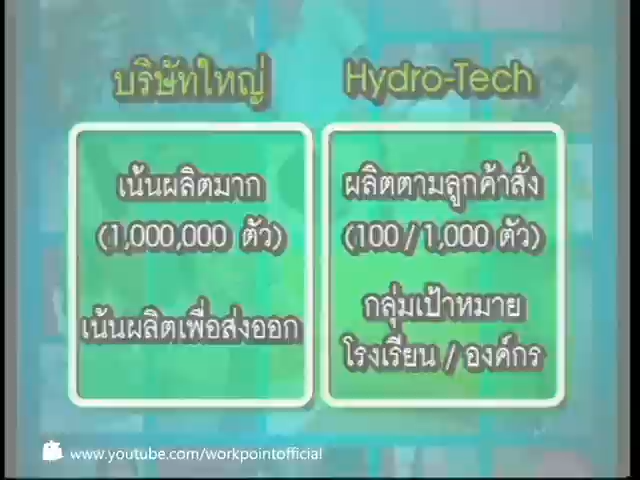 บริษัทใหญ่
เน้นผลิตมาก
(1,000,000 ตัว)
เน้นผลิตเพื่อส่งออก
Hydro-Tech
ผลิตตามลูกค้าสั่ง
(100/1,000 ตัว)
กลุ่มเป้าหมาย
โรงเรียน / องค์กร
www.youtube.com/workpointofficial